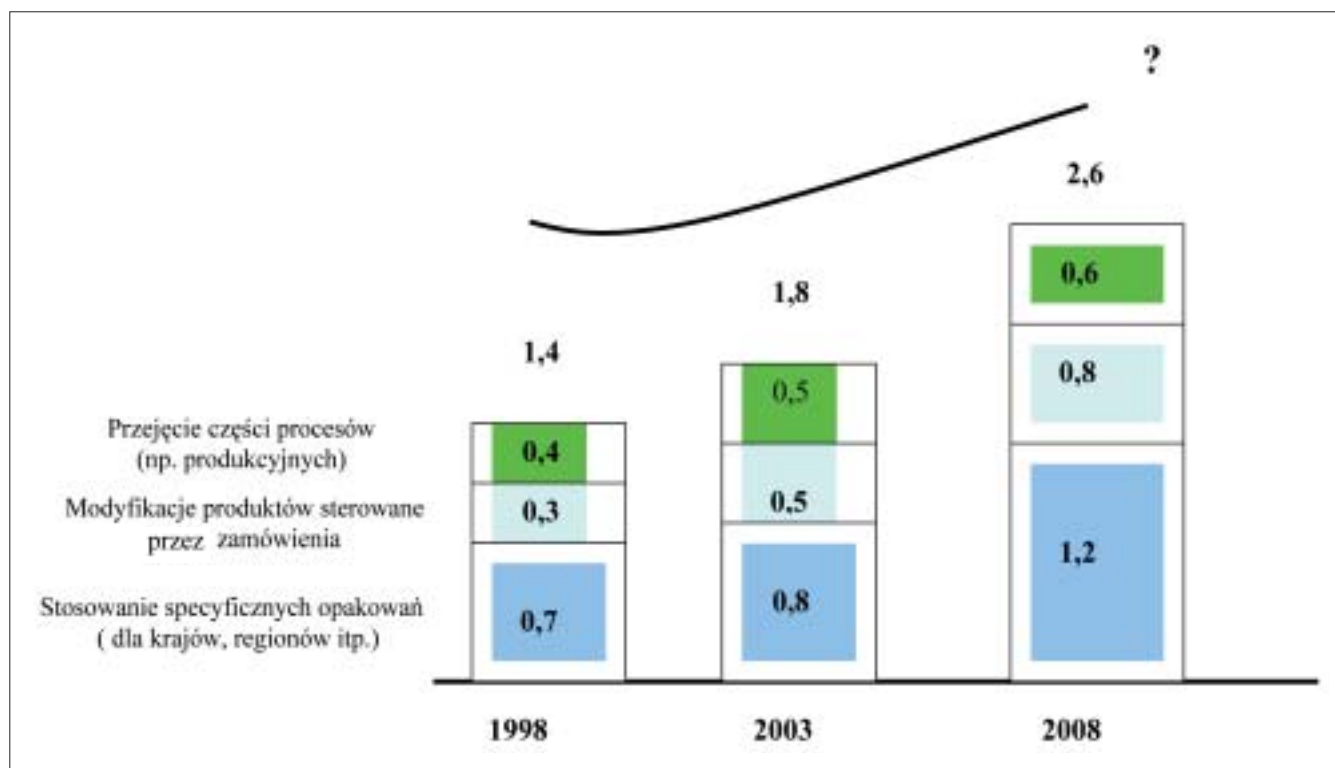 ?
2,6
1,8
1,4
0,6
0,8
1,2
0,5
0,5
0,8
0,4
0,3
0,7
Przejęcie części procesów
(np. produkcyjnych)
Modyfikacje produktów sterowane
przez zamówienia
Stosowanie specyficznych opakowań
( dla krajów, regionów itp.)
1998
2003
2008